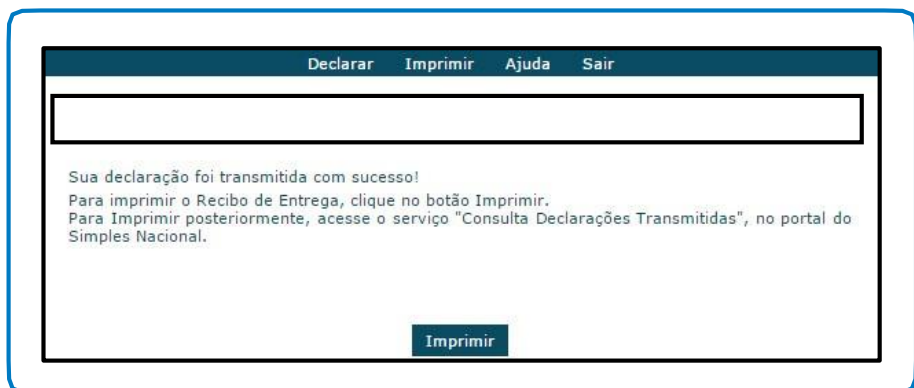 Declarar Imprimir Ajuda Sair
Sua declaração foi transmitida com sucesso!
Para imprimir o Recibo de Entrega, clique no botão Imprimir.
Para Imprimir posteriormente, acesse o serviço "Consulta Declarações Transmitidas", no portal do
Simples Nacional.
Imprimir